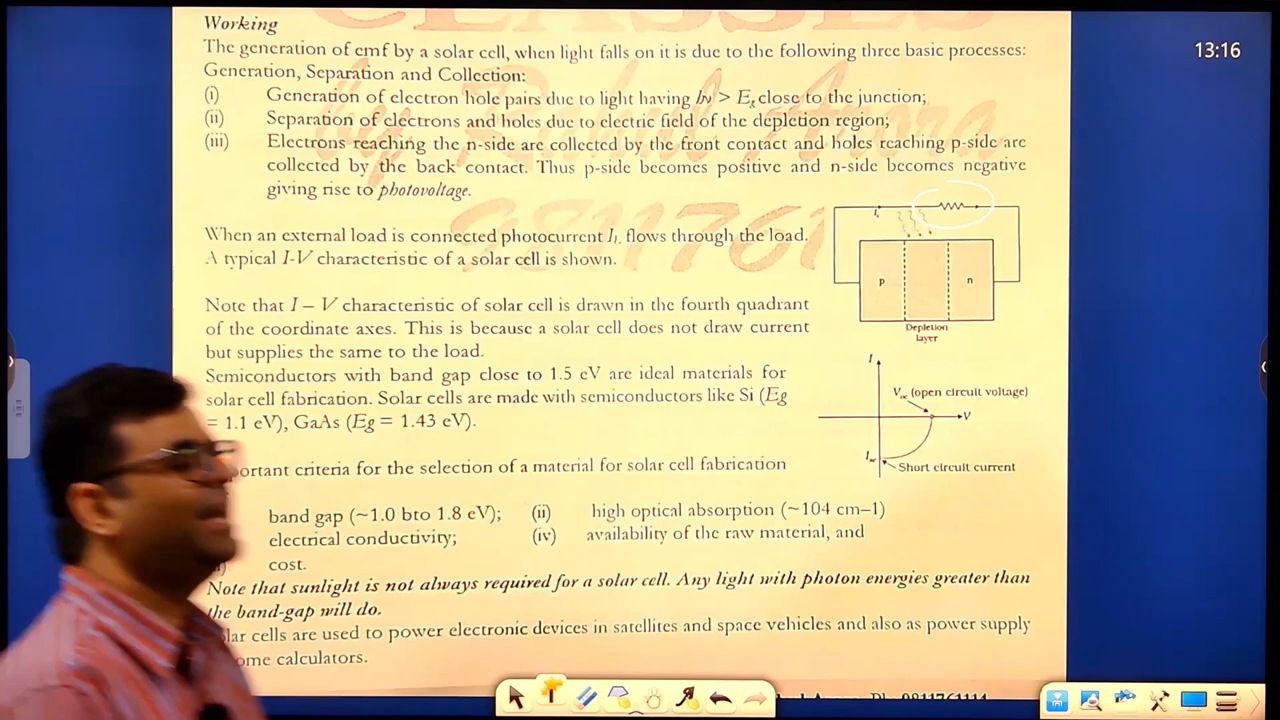 CLASSES
Working
13:16
The generation of emf by a solar cell, when light falls on it is due to the following three basic processes:
Generation, Separation and Collection:
(i) Generation of electron hole pairs due to light having hν > Eg close to the junction;
(ii) Separation of electrons and holes due to electric field of the depletion region;
(iii) Electrons reaching the n-side are collected by the front contact and holes reaching p-side are
collected by the back contact. Thus p-side becomes positive and n-side becomes negative
giving rise to photovoltage.
When an external load is connected photocurrent IL flows through the load.
A typical I-V characteristic of a solar cell is shown.
IL
p
n
Depletion
layer
Note that I – V characteristic of solar cell is drawn in the fourth quadrant
of the coordinate axes. This is because a solar cell does not draw current
but supplies the same to the load.
Semiconductors with band gap close to 1.5 eV are ideal materials for
solar cell fabrication. Solar cells are made with semiconductors like Si (Eg
= 1.1 eV), GaAs (Eg = 1.43 eV).
I
Voc (open circuit voltage)
V
Isc
Short circuit current
portant criteria for the selection of a material for solar cell fabrication
band gap (~1.0 bto 1.8 eV); (ii) high optical absorption (~104 cm–1)
electrical conductivity; (iv) availability of the raw material, and
) cost.
Note that sunlight is not always required for a solar cell. Any light with photon energies greater than
the band-gap will do.
lar cells are used to power electronic devices in satellites and space vehicles and also as power supply
ome calculators.